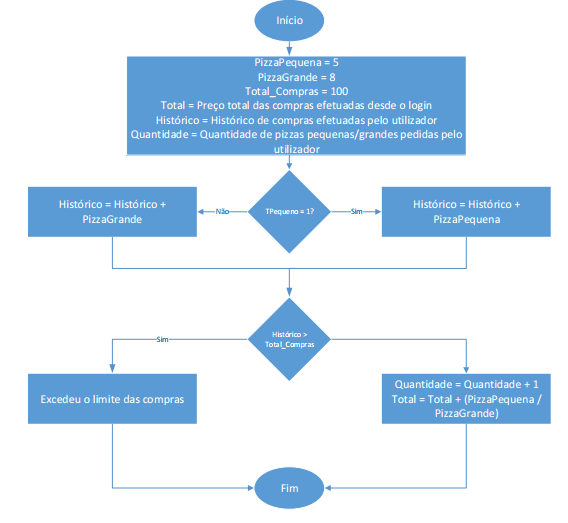 Início
PizzaPequena = 5
PizzaGrande = 8
Total_Compras = 100
Total = Preço total das compras efetuadas desde o login
Histórico = Histórico de compras efetuadas pelo utilizador
Quantidade = Quantidade de pizzas pequenas/grandes pedidas pelo
utilizador
Histórico = Histórico +
PizzaGrande
Não
TPequeno = 1?
Sim
Histórico = Histórico +
PizzaPequena
Histórico >
Total_Compras
Sim
Excedeu o limite das compras
Quantidade = Quantidade + 1
Total = Total + (PizzaPequena /
PizzaGrande)
Fim